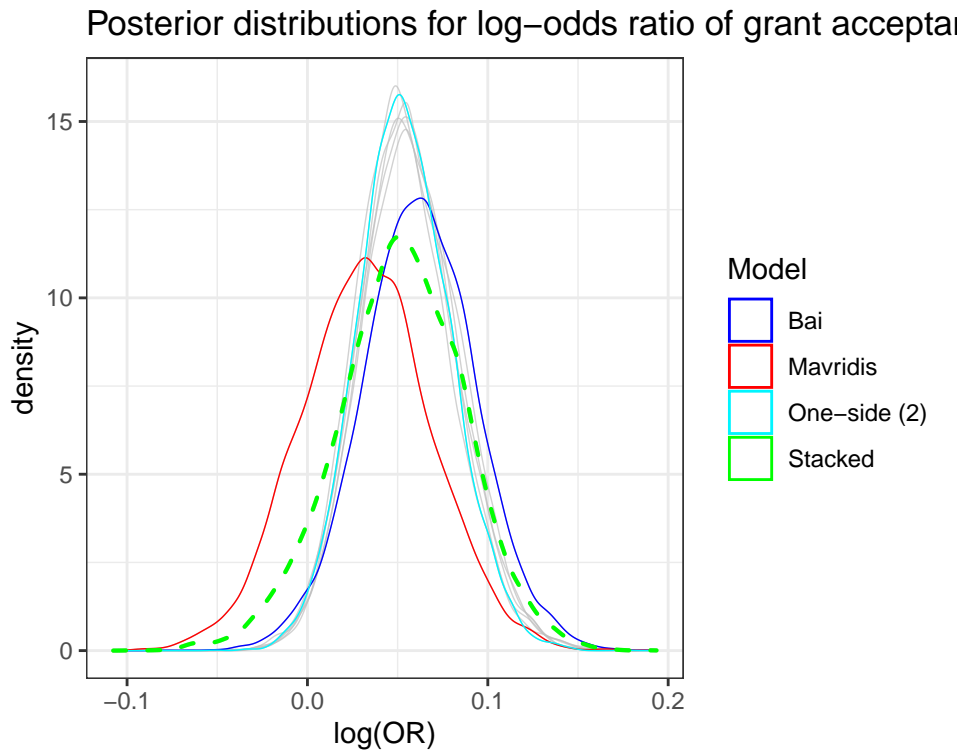 Posterior distributions for log−odds ratio of grant
15
10
5
0
−0.1
0.0
0.1
0.2
density
log(OR)
Model
Bai
Mavridis
One−side (2)
Stacked